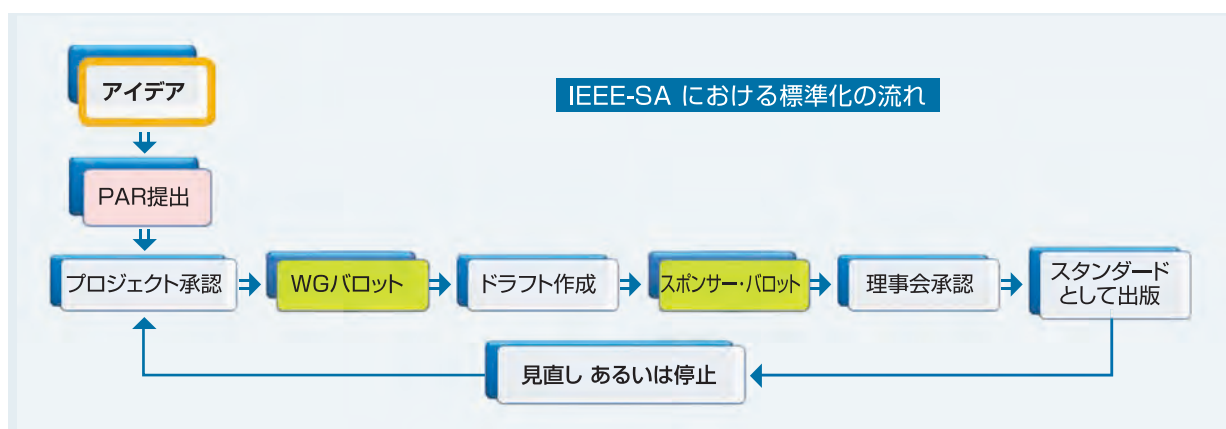 アイデア
IEEE-SA における標準化の流れ
PAR提出
プロジェクト承認
WGバロット
ドラフト作成
スポンサー・バロット
理事会承認
スタンダード
として出版
見直し あるいは停止